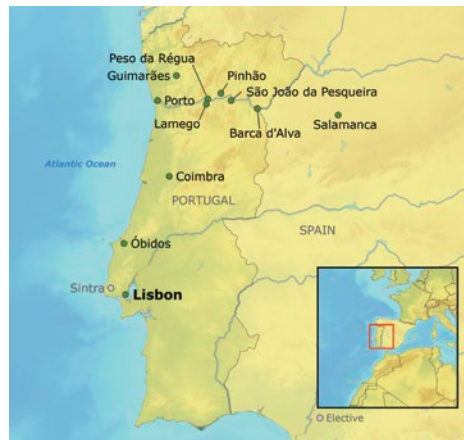 Peso da Régua
Guimarães
Pinhão
Porto
São João da Pesqueira
Lamego
Barca d'Alva
Salamanca
Atlantic Ocean
Coimbra
PORTUGAL
SPAIN
Óbidos
Sintra
Lisbon
Elective